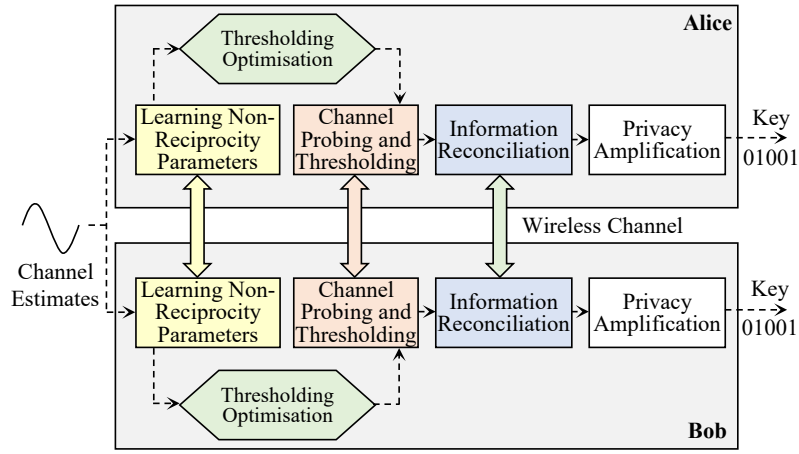 Alice
Thresholding
Optimisation
Learning Non-
Reciprocity
Parameters
Channel
Probing and
Thresholding
Information
Reconciliation
Privacy
Amplification
Key
01001
Channel
Estimates
Wireless Channel
Learning Non-
Reciprocity
Parameters
Channel
Probing and
Thresholding
Information
Reconciliation
Privacy
Amplification
Key
01001
Thresholding
Optimisation
Bob